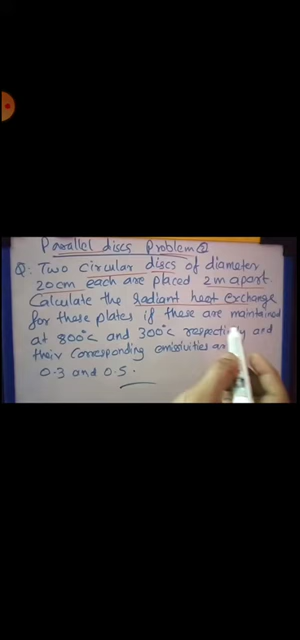 Parallel discs Problem ②
Q: Two circular discs of diameter
20cm each are placed 2m apart.
Calculate the radiant heat exchange
for these plates if these are maintained
at 800°C and 300°C respectively and
their corresponding emissivities
0.3 and 0.5.